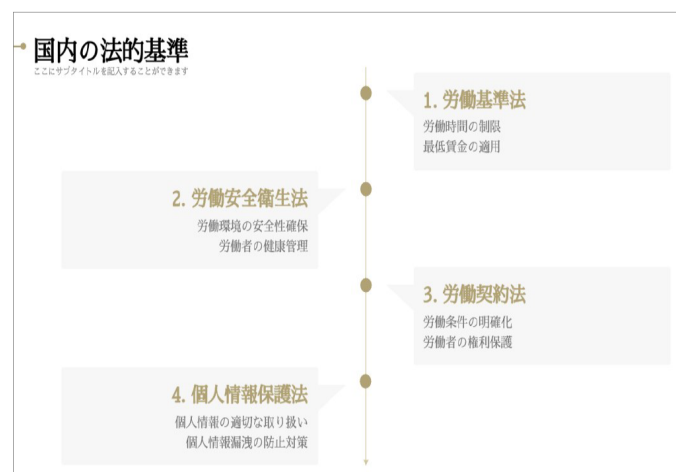 国内の法的基準
ここにサブタイトルを記入することができます
1. 労働基準法
労働時間の制限
最低賃金の適用
2. 労働安全衛生法
労働環境の安全性確保
労働者の健康管理
3. 労働契約法
労働条件の明確化
労働者の権利保護
4. 個人情報保護法
個人情報の適切な取り扱い
個人情報漏洩の防止対策